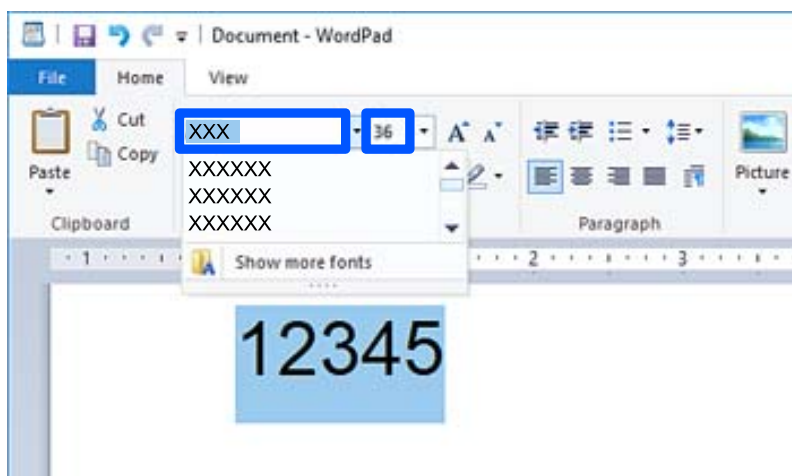 Document - WordPad
File Home View
Cut
Copy
Paste
Clipboard
XXX 36 A A
XXXXXX
XXXXXX
XXXXXX
Show more fonts
Paragraph
Picture
1 2 3
12345